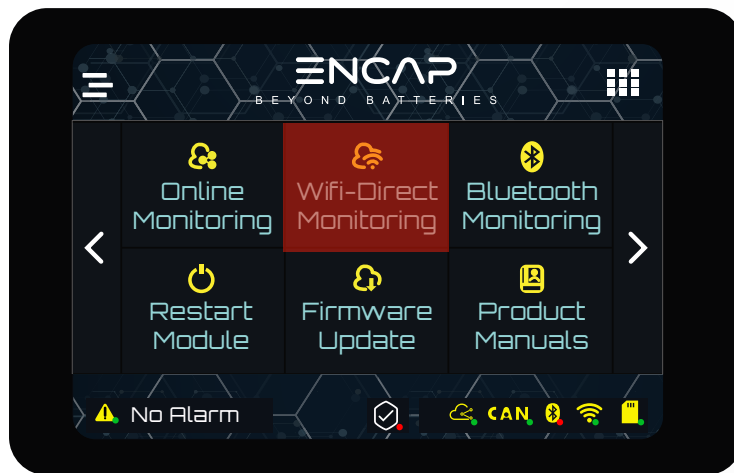 ENCAP
BEYOND BATTERIES
Online
Monitoring
Wifi-Direct
Monitoring
Bluetooth
Monitoring
Restart
Module
Firmware
Update
Product
Manuals
No Alarm
CAN